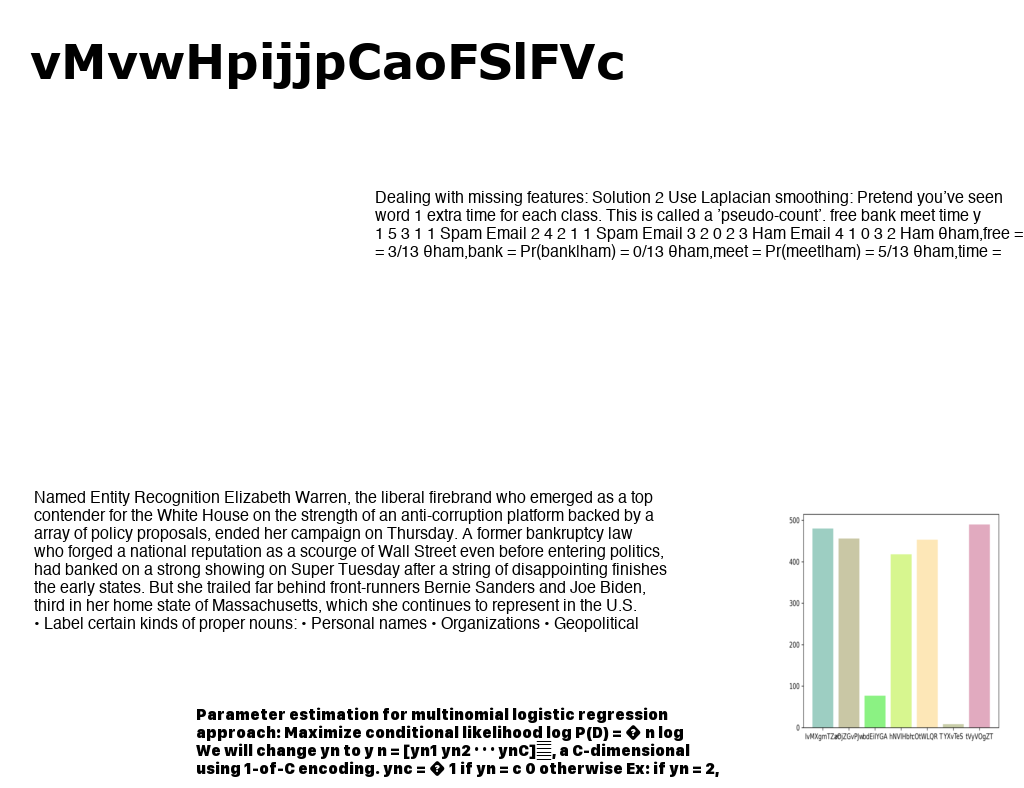 vMvwHpijjpCaoFSlFVc
Dealing with missing features: Solution 2 Use Laplacian smoothing: Pretend you’ve seen
word 1 extra time for each class. This is called a ’pseudo-count’. free bank meet time y
1 5 3 1 1 Spam Email 2 4 2 1 1 Spam Email 3 2 0 2 3 Ham Email 4 1 0 3 2 Ham θham,free =
= 3/13 θham,bank = Pr(bank|ham) = 0/13 θham,meet = Pr(meet|ham) = 5/13 θham,time =
Named Entity Recognition Elizabeth Warren, the liberal firebrand who emerged as a top
contender for the White House on the strength of an anti-corruption platform backed by a
array of policy proposals, ended her campaign on Thursday. A former bankruptcy law
who forged a national reputation as a scourge of Wall Street even before entering politics,
had banked on a strong showing on Super Tuesday after a string of disappointing finishes
the early states. But she trailed far behind front-runners Bernie Sanders and Joe Biden,
third in her home state of Massachusetts, which she continues to represent in the U.S.
• Label certain kinds of proper nouns: • Personal names • Organizations • Geopolitical
500
400
300
200
100
0
tVyVOgZT
Parameter estimation for multinomial logistic regression
approach: Maximize conditional likelihood log P(D) = � n log
We will change yn to y n = [yn1 yn2 · · · ynC] , a C-dimensional
using 1-of-C encoding. ync = � 1 if yn = c 0 otherwise Ex: if yn = 2,